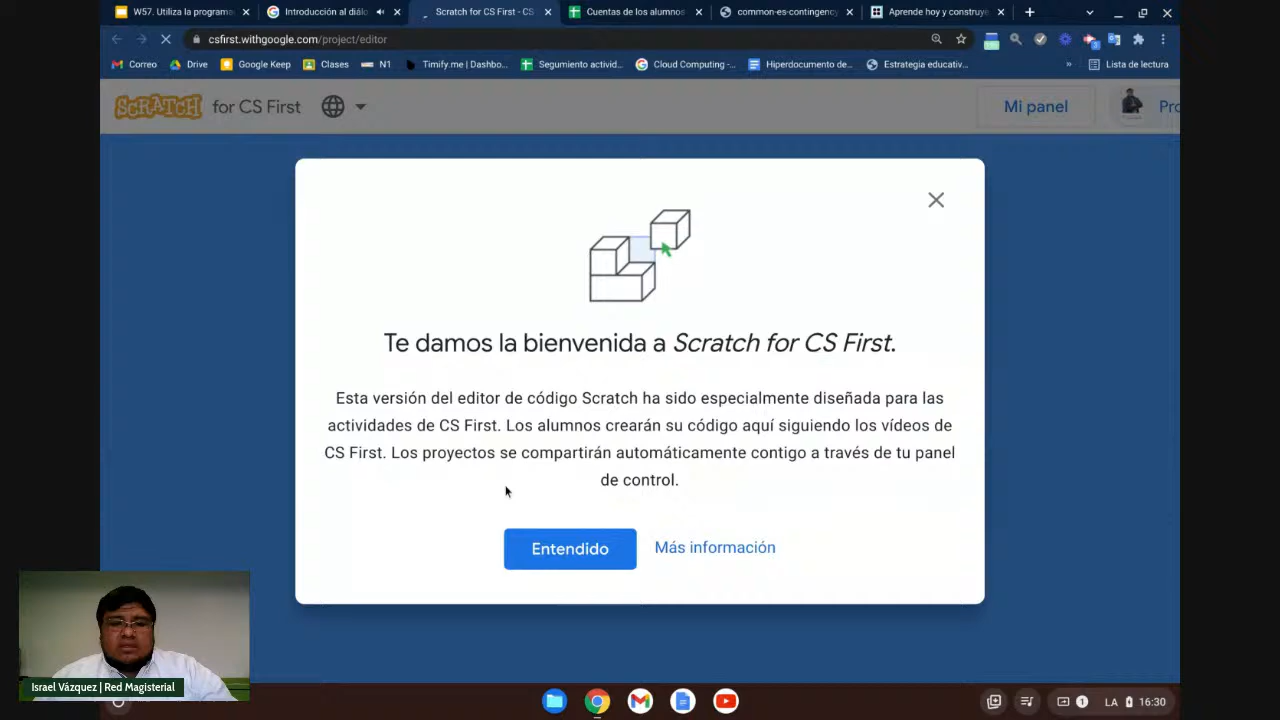 W57. Utiliza la programa
Introducción al diálo
Scratch for CS First - CS
Cuentas de los alumnos
common-es-contingency
Aprende hoy y construye
csfirst.withgoogle.com/project/editor
Correo
Drive
Google Keep
Clases
N1
Timify.me | Dashbo...
Segumiento activid...
Cloud Computing -...
Hiperdocumento de...
Estrategia educativ...
»
Lista de lectura
SCRATCH for CS First
Mi panel
Pro
Te damos la bienvenida a Scratch for CS First.
Esta versión del editor de código Scratch ha sido especialmente diseñada para las
actividades de CS First. Los alumnos crearán su código aquí siguiendo los vídeos de
CS First. Los proyectos se compartirán automáticamente contigo a través de tu panel
de control.
Entendido
Más información
Israel Vázquez | Red Magisterial
1
LA
16:30